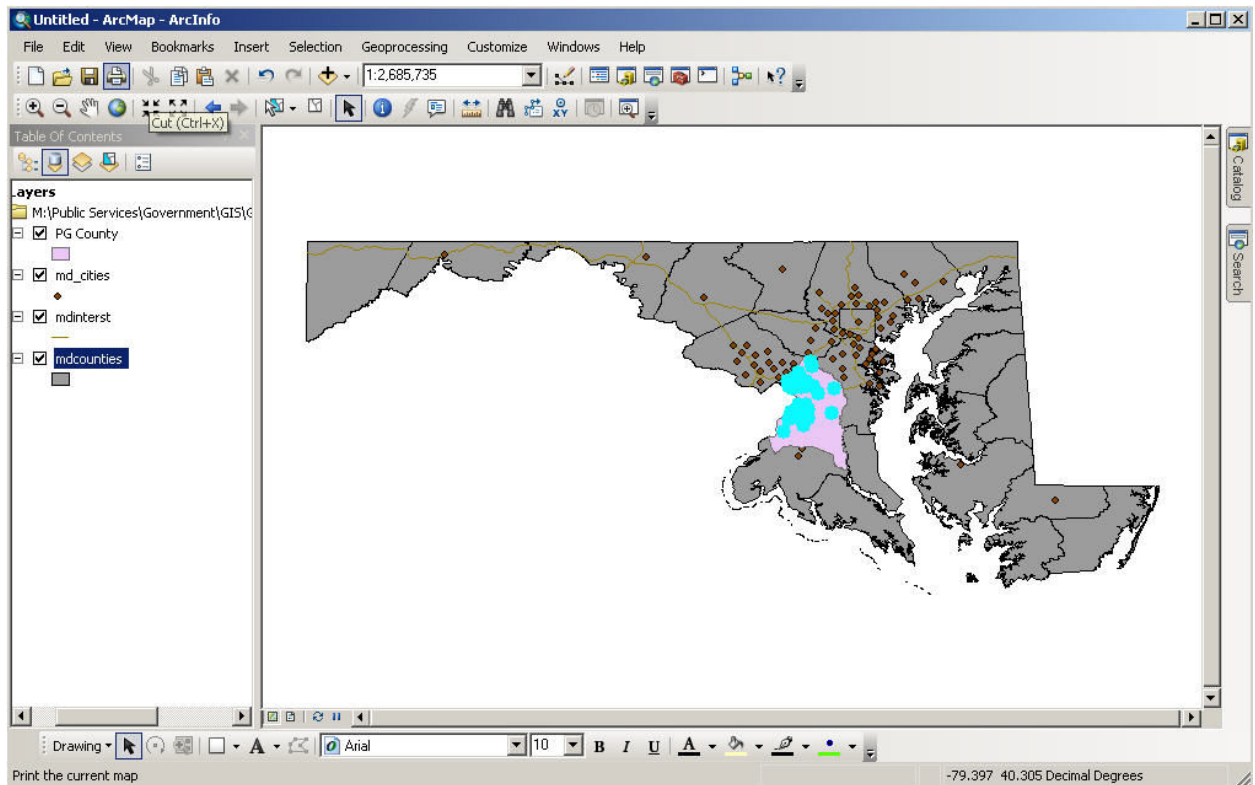 Untitled - ArcMap - ArcInfo
File Edit View Bookmarks Insert Selection Geoprocessing Customize Windows Help
1:2,685,735
Cut (Ctrl+X)
Table Of Contents
Layers
M:\Public Services\Government\GIS\G
PG County
md_cities
mdinterst
mdcounties
Catalog
Search
Drawing A Arial 10 B I U A
Print the current map
-79.397 40.305 Decimal Degrees